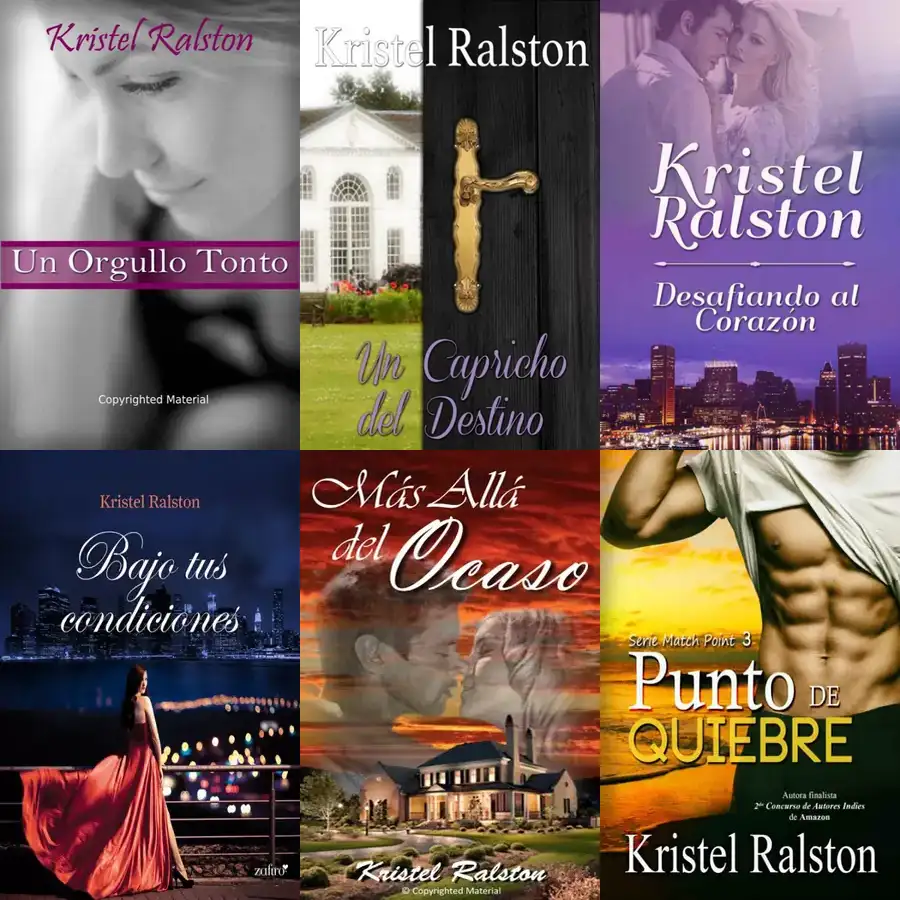 Kristel Ralston
Un Orgullo Tonto
Copyrighted Material
Kristel Ralston
Un Capricho
del Destino
Kristel
Ralston
Desafiando al
Corazón
Kristel Ralston
Bajo tus
condiciones
zafiro
Más Allá
del Ocaso
Kristel Ralston
© Copyrighted Material
Serie Match Point 3
Punto DE
QUIEBRE
Autora finalista
2do Concurso de Autores Indies
de Amazon
Kristel Ralston